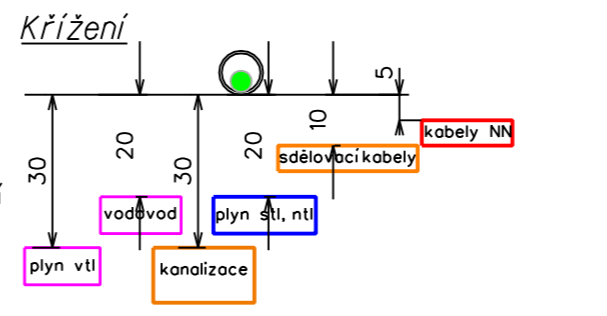 Křížení
5
10
20
20
30
30
kabely NN
sdělovací kabely
vodovod
plyn stl, ntl
plyn vtl
kanalizace